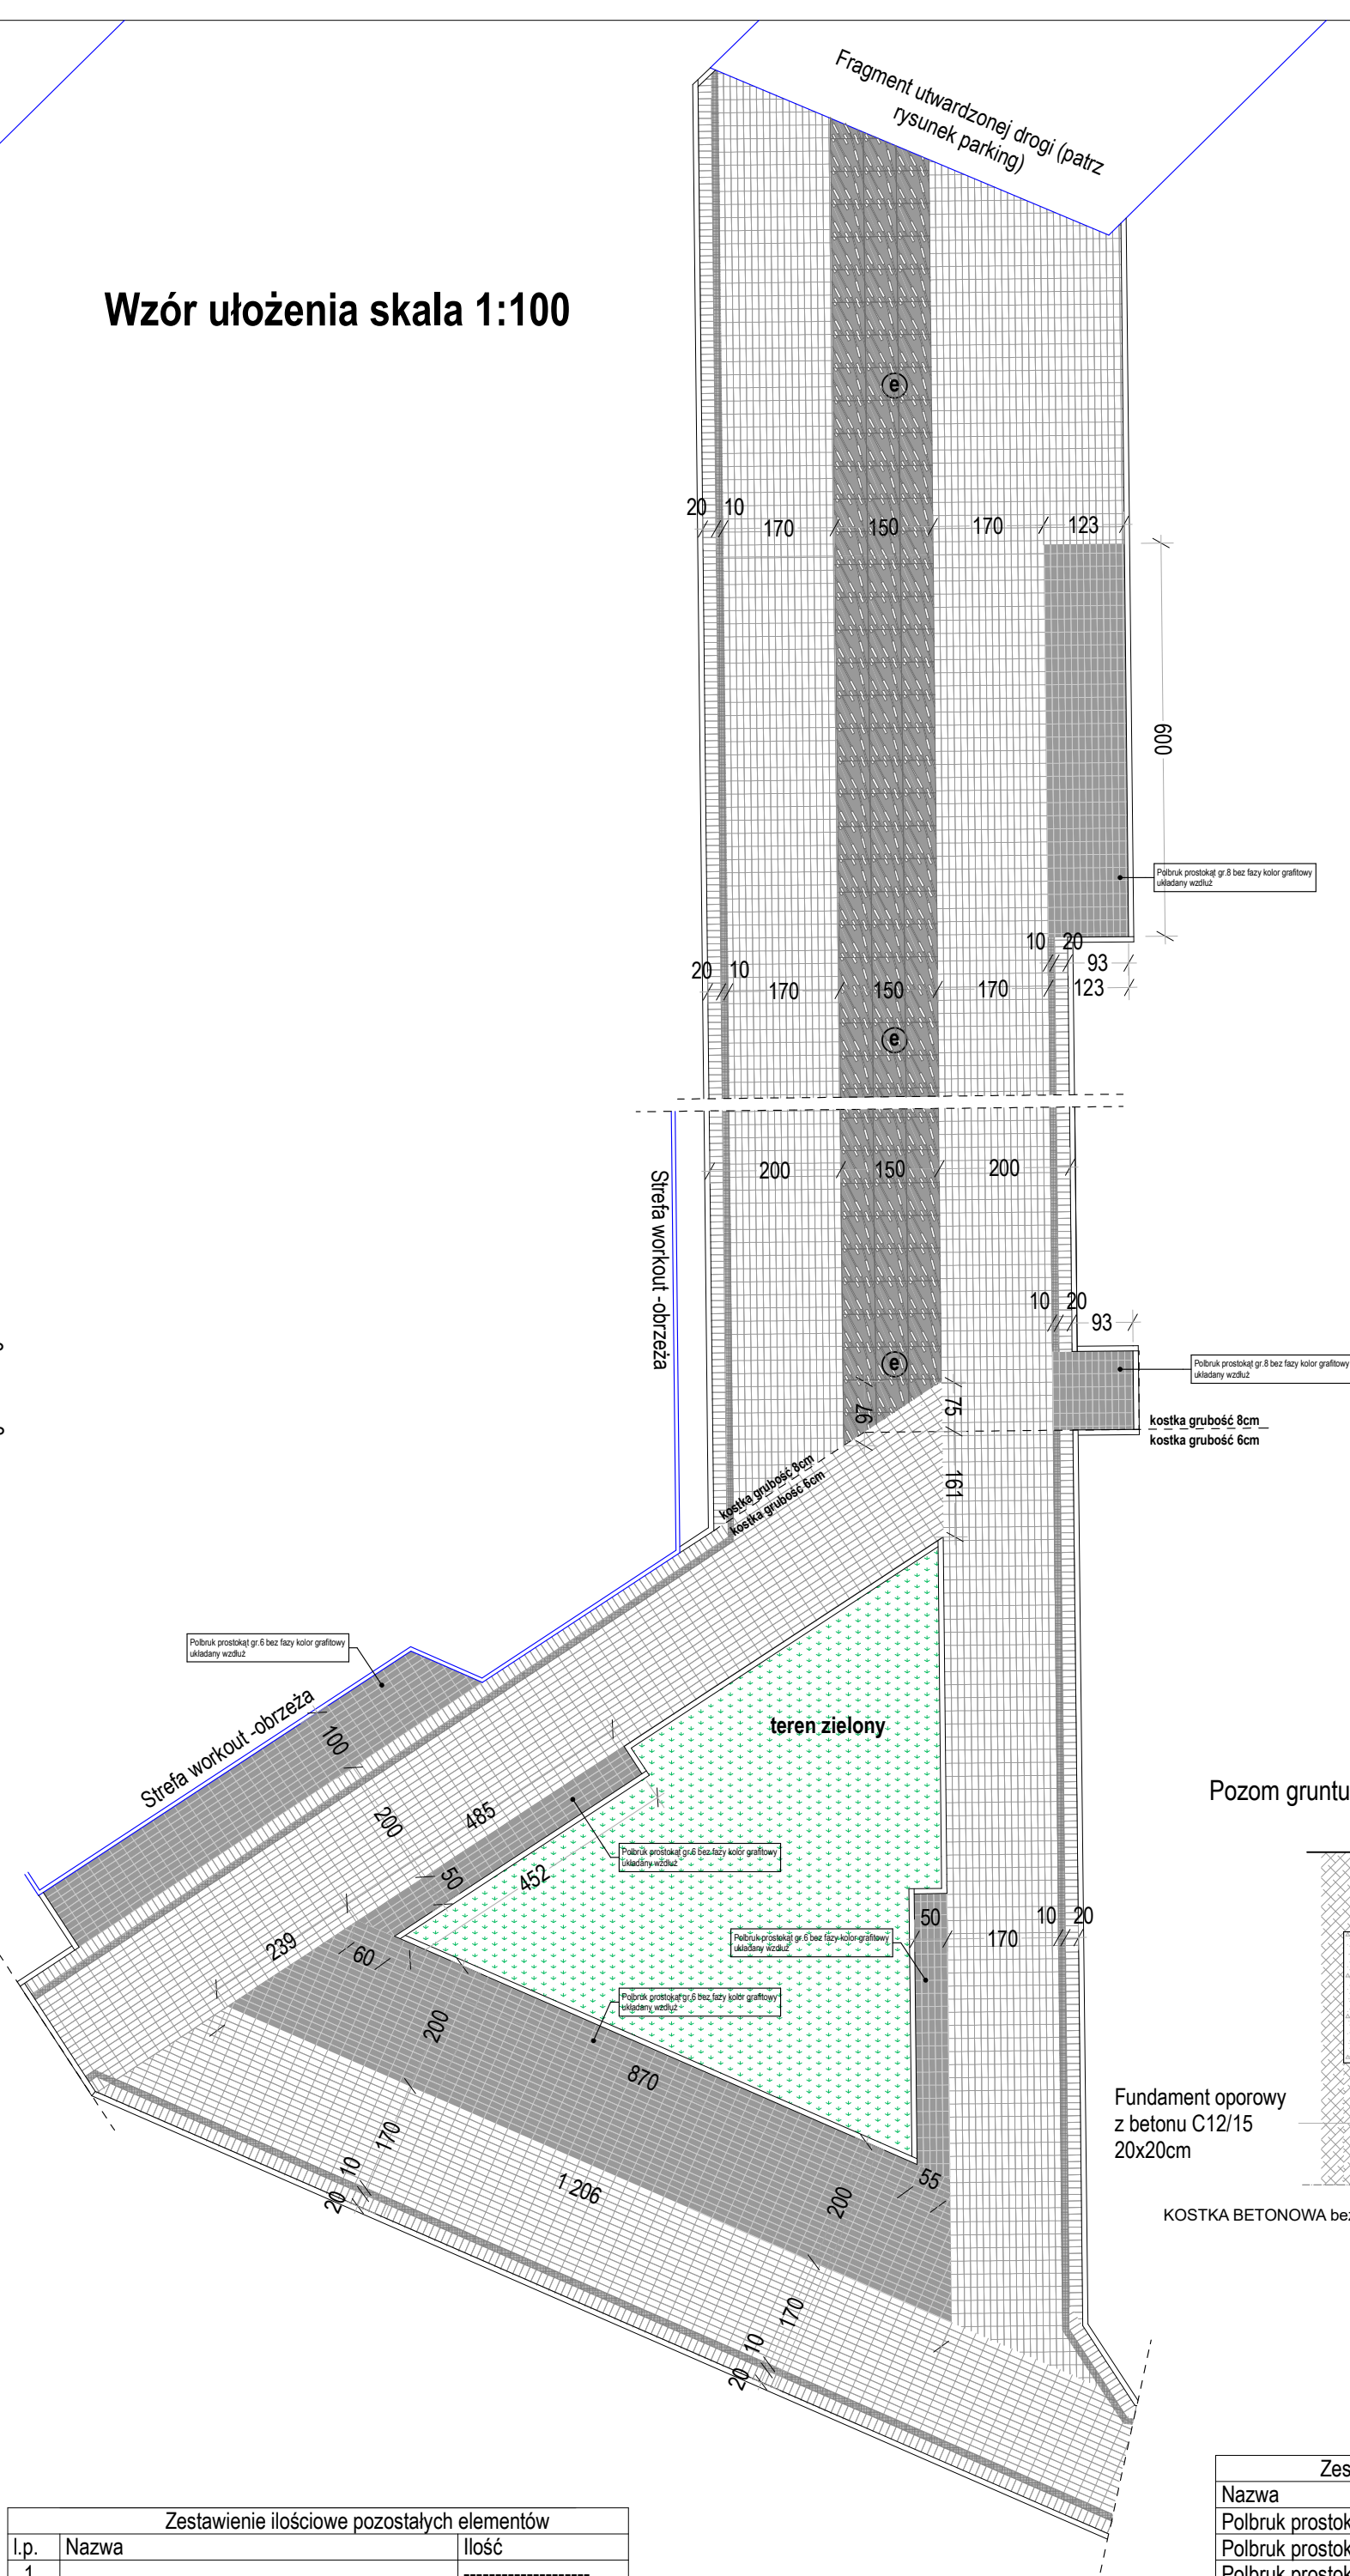 Fragment utwardzonej drogi (patrz
rysunek parking)
Wzór ułożenia skala 1:100
e
20 10 170 150 170 123
600
Polbruk prostokąt gr.8 bez fazy kolor grafitowy
układany wzdłuż
10 20
93
20 10 170 150 170 123
e
200 150 200
Strefa workout -obrzeża
10 20
93
e
Polbruk prostokąt gr.8 bez fazy kolor grafitowy
układany wzdłuż
76
75
kostka grubość 8cm
kostka grubość 6cm
161
kostka grubość 8cm
kostka grubość 6cm
Polbruk prostokąt gr.6 bez fazy kolor grafitowy
układany wzdłuż
Strefa workout -obrzeża
100
teren zielony
Pozom gruntu
200
485
Polbruk prostokąt gr.6 bez fazy kolor grafitowy
układany wzdłuż
50
452
50
170
10 20
Polbruk prostokąt gr.6 bez fazy kolor grafitowy
układany wzdłuż
239
60
Polbruk prostokąt gr.6 bez fazy kolor grafitowy
układany wzdłuż
200
870
Fundament oporowy
z betonu C12/15
20x20cm
170
10
20
1 206
55
200
KOSTKA BETONOWA bez
170
10
20
Zes
Nazwa
Polbruk prostok
Polbruk prostok
Polbruk prostok
Zestawienie ilościowe pozostałych elementów
l.p. Nazwa Ilość
1 --------------------